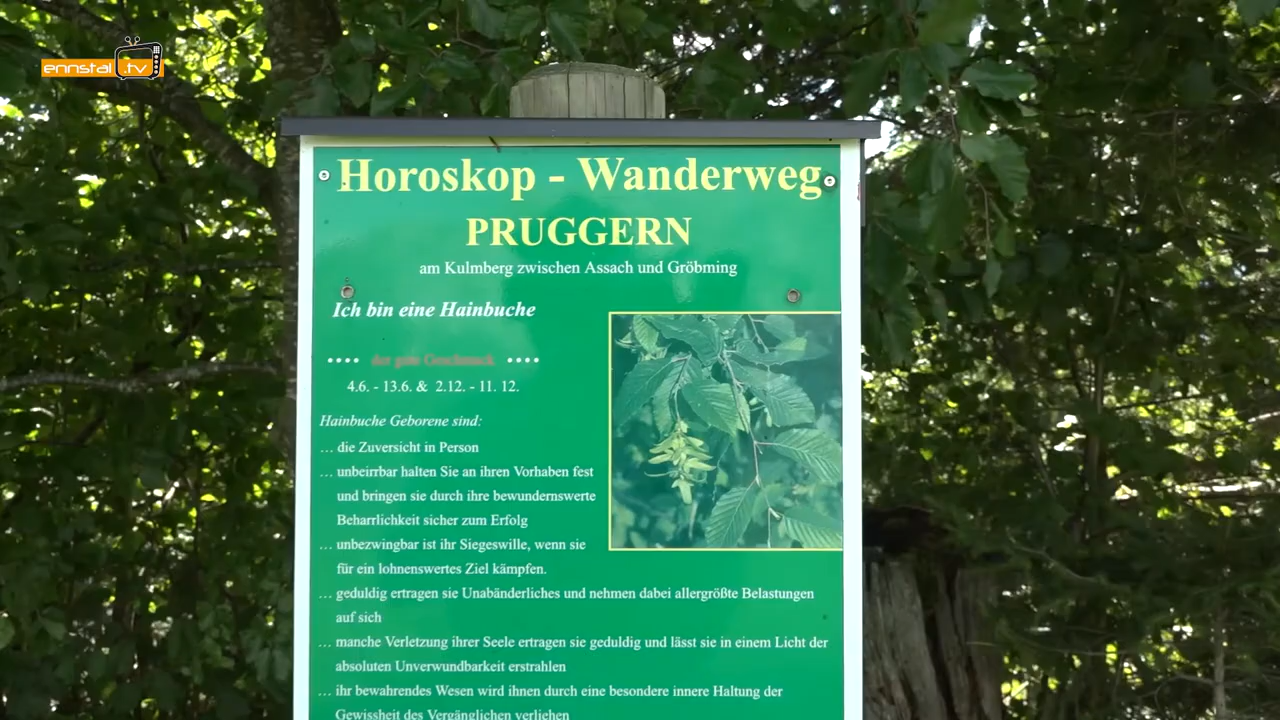 ennstal.tv
Horoskop - Wanderweg
PRUGGERN
am Kulmberg zwischen Assach und Gröbming
Ich bin eine Hainbuche
.... der gute Geschmack ....
4.6. - 13.6. & 2.12. - 11. 12.
Hainbuche Geborene sind:
… die Zuversicht in Person
… unbeirrbar halten Sie an ihren Vorhaben fest
und bringen sie durch ihre bewundernswerte
Beharrlichkeit sicher zum Erfolg
… unbezwingbar ist ihr Siegeswille, wenn sie
für ein lohnenswertes Ziel kämpfen.
… geduldig ertragen sie Unabänderliches und nehmen dabei allergrößte Belastungen
auf sich
… manche Verletzung ihrer Seele ertragen sie geduldig und lässt sie in einem Licht der
absoluten Unverwundbarkeit erstrahlen
… ihr bewahrendes Wesen wird ihnen durch eine besondere innere Haltung der
Gewissheit des Vergänglichen verliehen